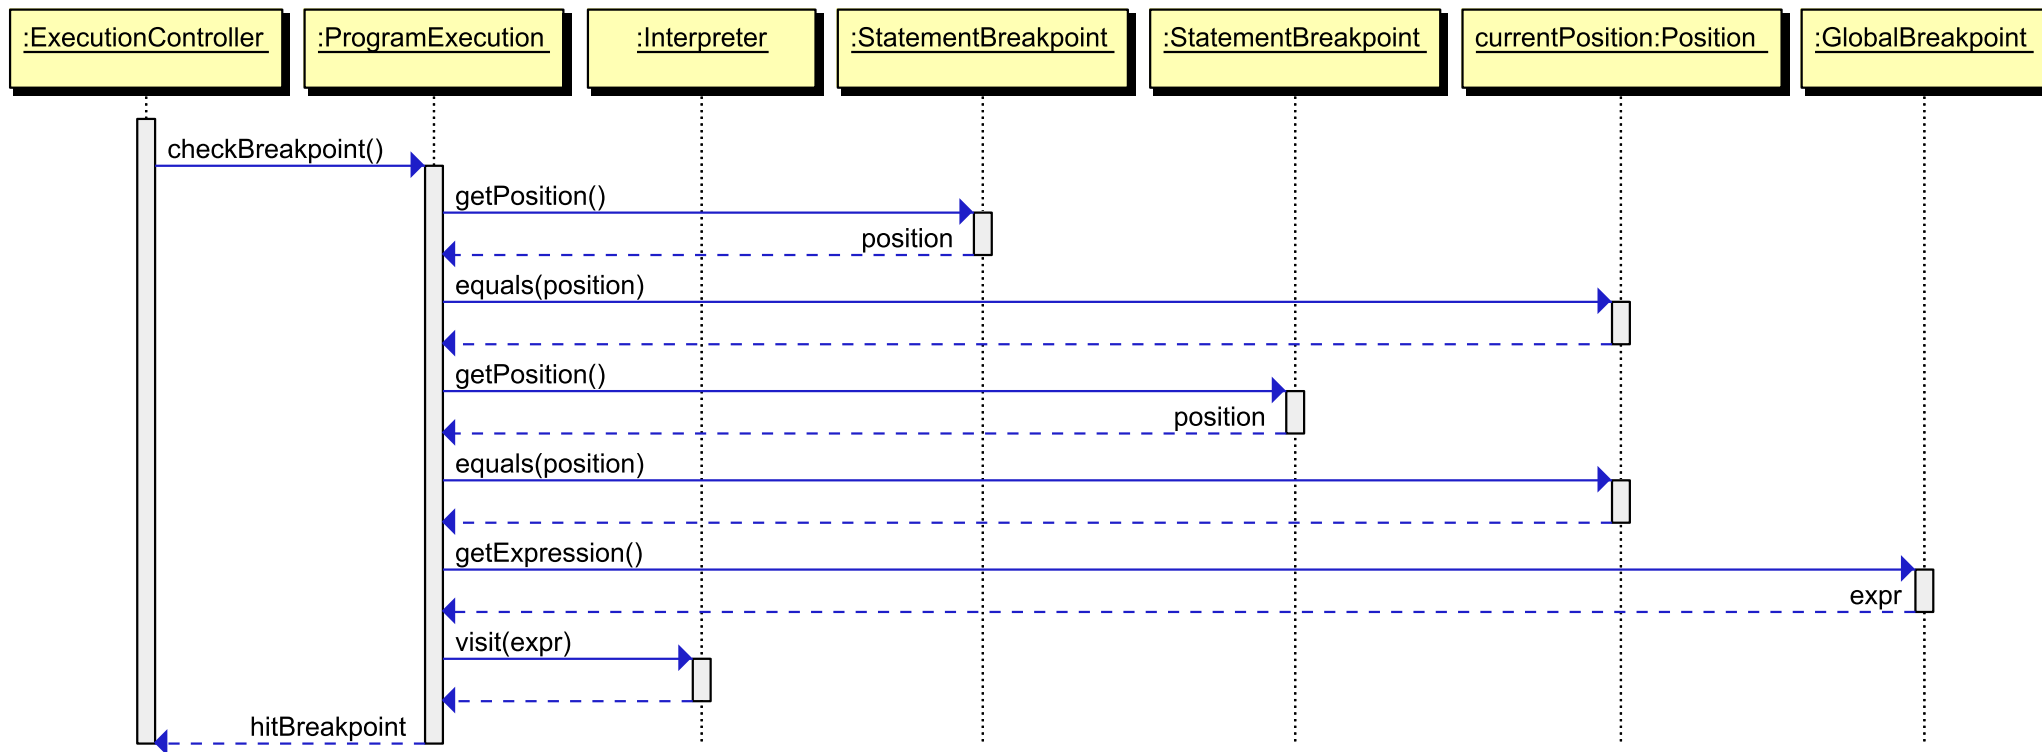 :ExecutionController
:ProgramExecution
:Interpreter
:StatementBreakpoint
:StatementBreakpoint
currentPosition:Position
:GlobalBreakpoint
checkBreakpoint()
getPosition()
position
equals(position)
getPosition()
position
equals(position)
getExpression()
expr
visit(expr)
hitBreakpoint